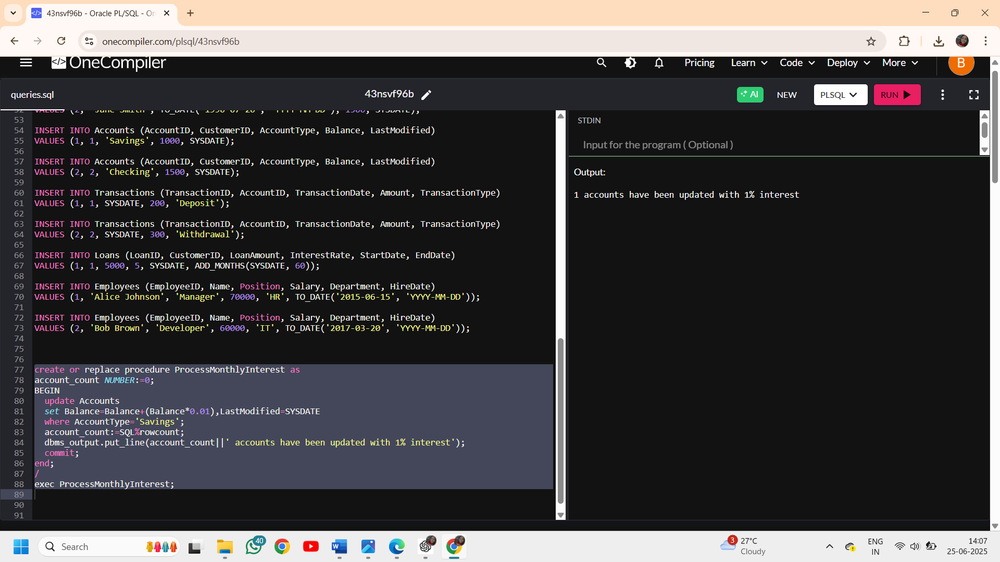 43nsvf96b - Oracle PL/SQL - On
onecompiler.com/plsql/43nsvf96b
</> OneCompiler
Pricing
Learn
Code
Deploy
More
B
queries.sql
43nsvf96b
AI
NEW
PLSQL
RUN
52 VALUES (2, 'Jane Smith', TO_DATE('1990-07-20', 'YYYY-MM-DD'), 1500, SYSDATE);
53
54 INSERT INTO Accounts (AccountID, CustomerID, AccountType, Balance, LastModified)
55 VALUES (1, 1, 'Savings', 1000, SYSDATE);
56
57 INSERT INTO Accounts (AccountID, CustomerID, AccountType, Balance, LastModified)
58 VALUES (2, 2, 'Checking', 1500, SYSDATE);
59
60 INSERT INTO Transactions (TransactionID, AccountID, TransactionDate, Amount, TransactionType)
61 VALUES (1, 1, SYSDATE, 200, 'Deposit');
62
63 INSERT INTO Transactions (TransactionID, AccountID, TransactionDate, Amount, TransactionType)
64 VALUES (2, 2, SYSDATE, 300, 'Withdrawal');
65
66 INSERT INTO Loans (LoanID, CustomerID, LoanAmount, InterestRate, StartDate, EndDate)
67 VALUES (1, 1, 5000, 5, SYSDATE, ADD_MONTHS(SYSDATE, 60));
68
69 INSERT INTO Employees (EmployeeID, Name, Position, Salary, Department, HireDate)
70 VALUES (1, 'Alice Johnson', 'Manager', 70000, 'HR', TO_DATE('2015-06-15', 'YYYY-MM-DD'));
71
72 INSERT INTO Employees (EmployeeID, Name, Position, Salary, Department, HireDate)
73 VALUES (2, 'Bob Brown', 'Developer', 60000, 'IT', TO_DATE('2017-03-20', 'YYYY-MM-DD'));
74
75
76
77 create or replace procedure ProcessMonthlyInterest as
78 account_count NUMBER:=0;
79 BEGIN
80 update Accounts
81 set Balance=Balance+(Balance*0.01),LastModified=SYSDATE
82 where AccountType='Savings';
83 account_count:=SQL%rowcount;
84 dbms_output.put_line(account_count||' accounts have been updated with 1% interest');
85 commit;
86 end;
87 /
88 exec ProcessMonthlyInterest;
89
90
91
STDIN
Input for the program ( Optional )
Output:
1 accounts have been updated with 1% interest
Search
40
3
27°C
Cloudy
ENG
IN
14:07
25-06-2025